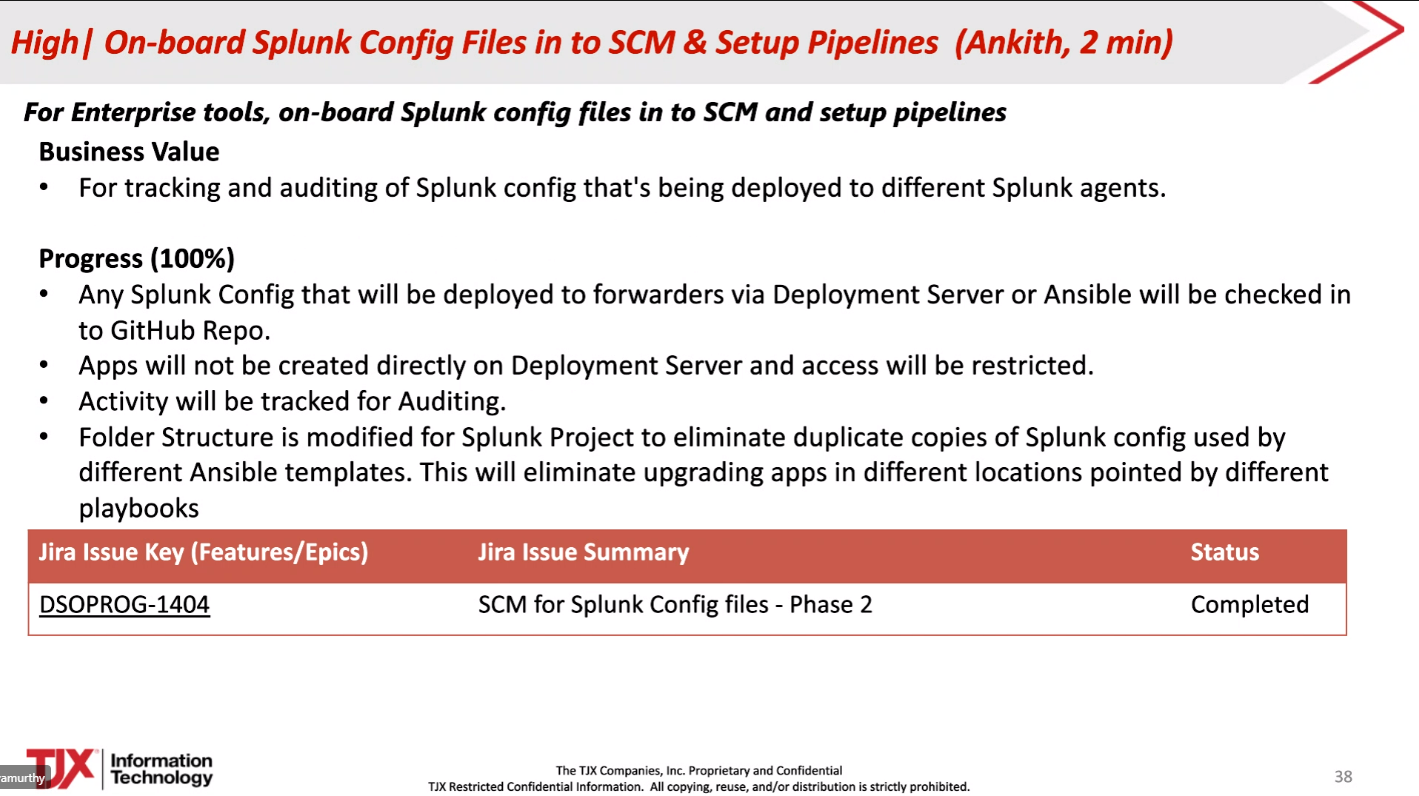 High| On-board Splunk Config Files in to SCM & Setup Pipelines (Ankith, 2 min)
For Enterprise tools, on-board Splunk config files in to SCM and setup pipelines
Business Value
• For tracking and auditing of Splunk config that's being deployed to different Splunk agents.
Progress (100%)
• Any Splunk Config that will be deployed to forwarders via Deployment Server or Ansible will be checked in
to GitHub Repo.
• Apps will not be created directly on Deployment Server and access will be restricted.
• Activity will be tracked for Auditing.
• Folder Structure is modified for Splunk Project to eliminate duplicate copies of Splunk config used by
different Ansible templates. This will eliminate upgrading apps in different locations pointed by different
playbooks
Jira Issue Key (Features/Epics) Jira Issue Summary Status
DSOPROG-1404 SCM for Splunk Config files - Phase 2 Completed
TJX Information
Technology
amurthy
The TJX Companies, Inc. Proprietary and Confidential
TJX Restricted Confidential Information. All copying, reuse, and/or distribution is strictly prohibited.
38